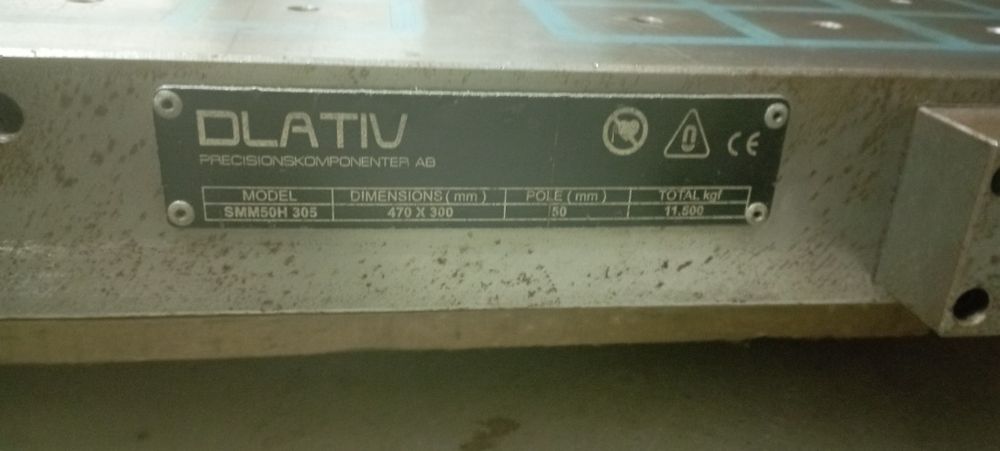 DLATIV
PRECISIONSKOMPONENTER AB
CE
MODEL DIMENSIONS ( mm ) POLE ( mm ) TOTAL kgf
SMM50H 305 470 X 300 50 11,500